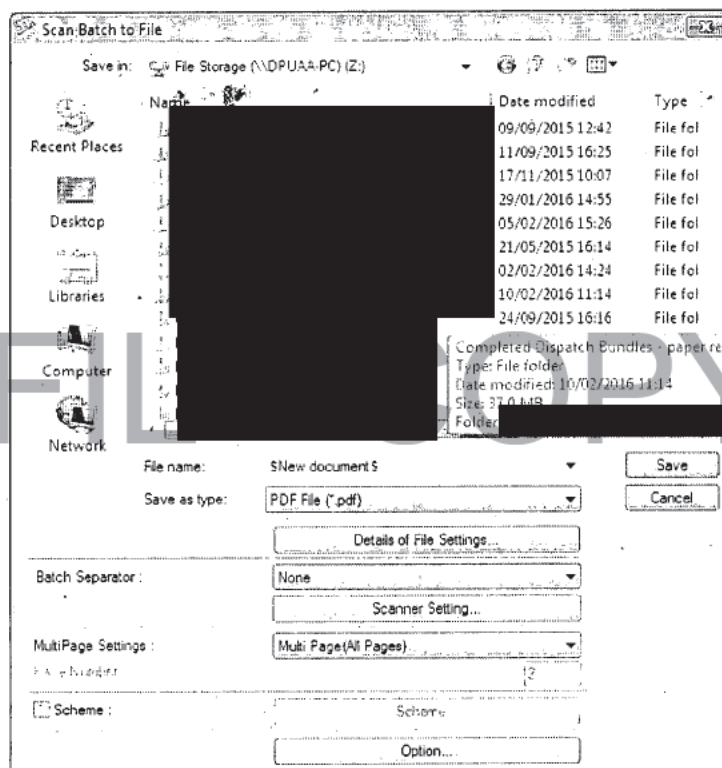 Scan Batch to File
Save in: File Storage (\\DPUAA-PC) (Z:)
Name Date modified Type
Recent Places
Desktop
Libraries
Computer
Network
09/09/2015 12:42 File fol
11/09/2015 16:25 File fol
17/11/2015 10:07 File fol
29/01/2016 14:55 File fol
05/02/2016 15:26 File fol
21/05/2015 16:14 File fol
02/02/2016 14:24 File fol
10/02/2016 11:14 File fol
24/09/2015 16:16 File fol
Completed Dispatch Bundles - paper re
Type: File folder
Date modified: 10/02/2016 11:14
Size: 37.0 MB
Folder
FILE COPY
File name: $New document$ Save
Save as type: PDF File (*.pdf) Cancel
Details of File Settings...
Batch Separator : None
Scanner Setting...
MultiPage Settings : Multi Page(All Pages)
2
Scheme : Scheme
Option...